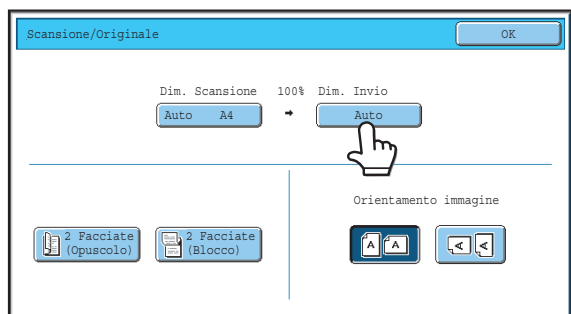 Scansione/Originale
OK
Dim. Scansione 100% Dim. Invio
Auto A4 → Auto
Orientamento immagine
2 Facciate
(Opuscolo)
2 Facciate
(Blocco)
A A A A